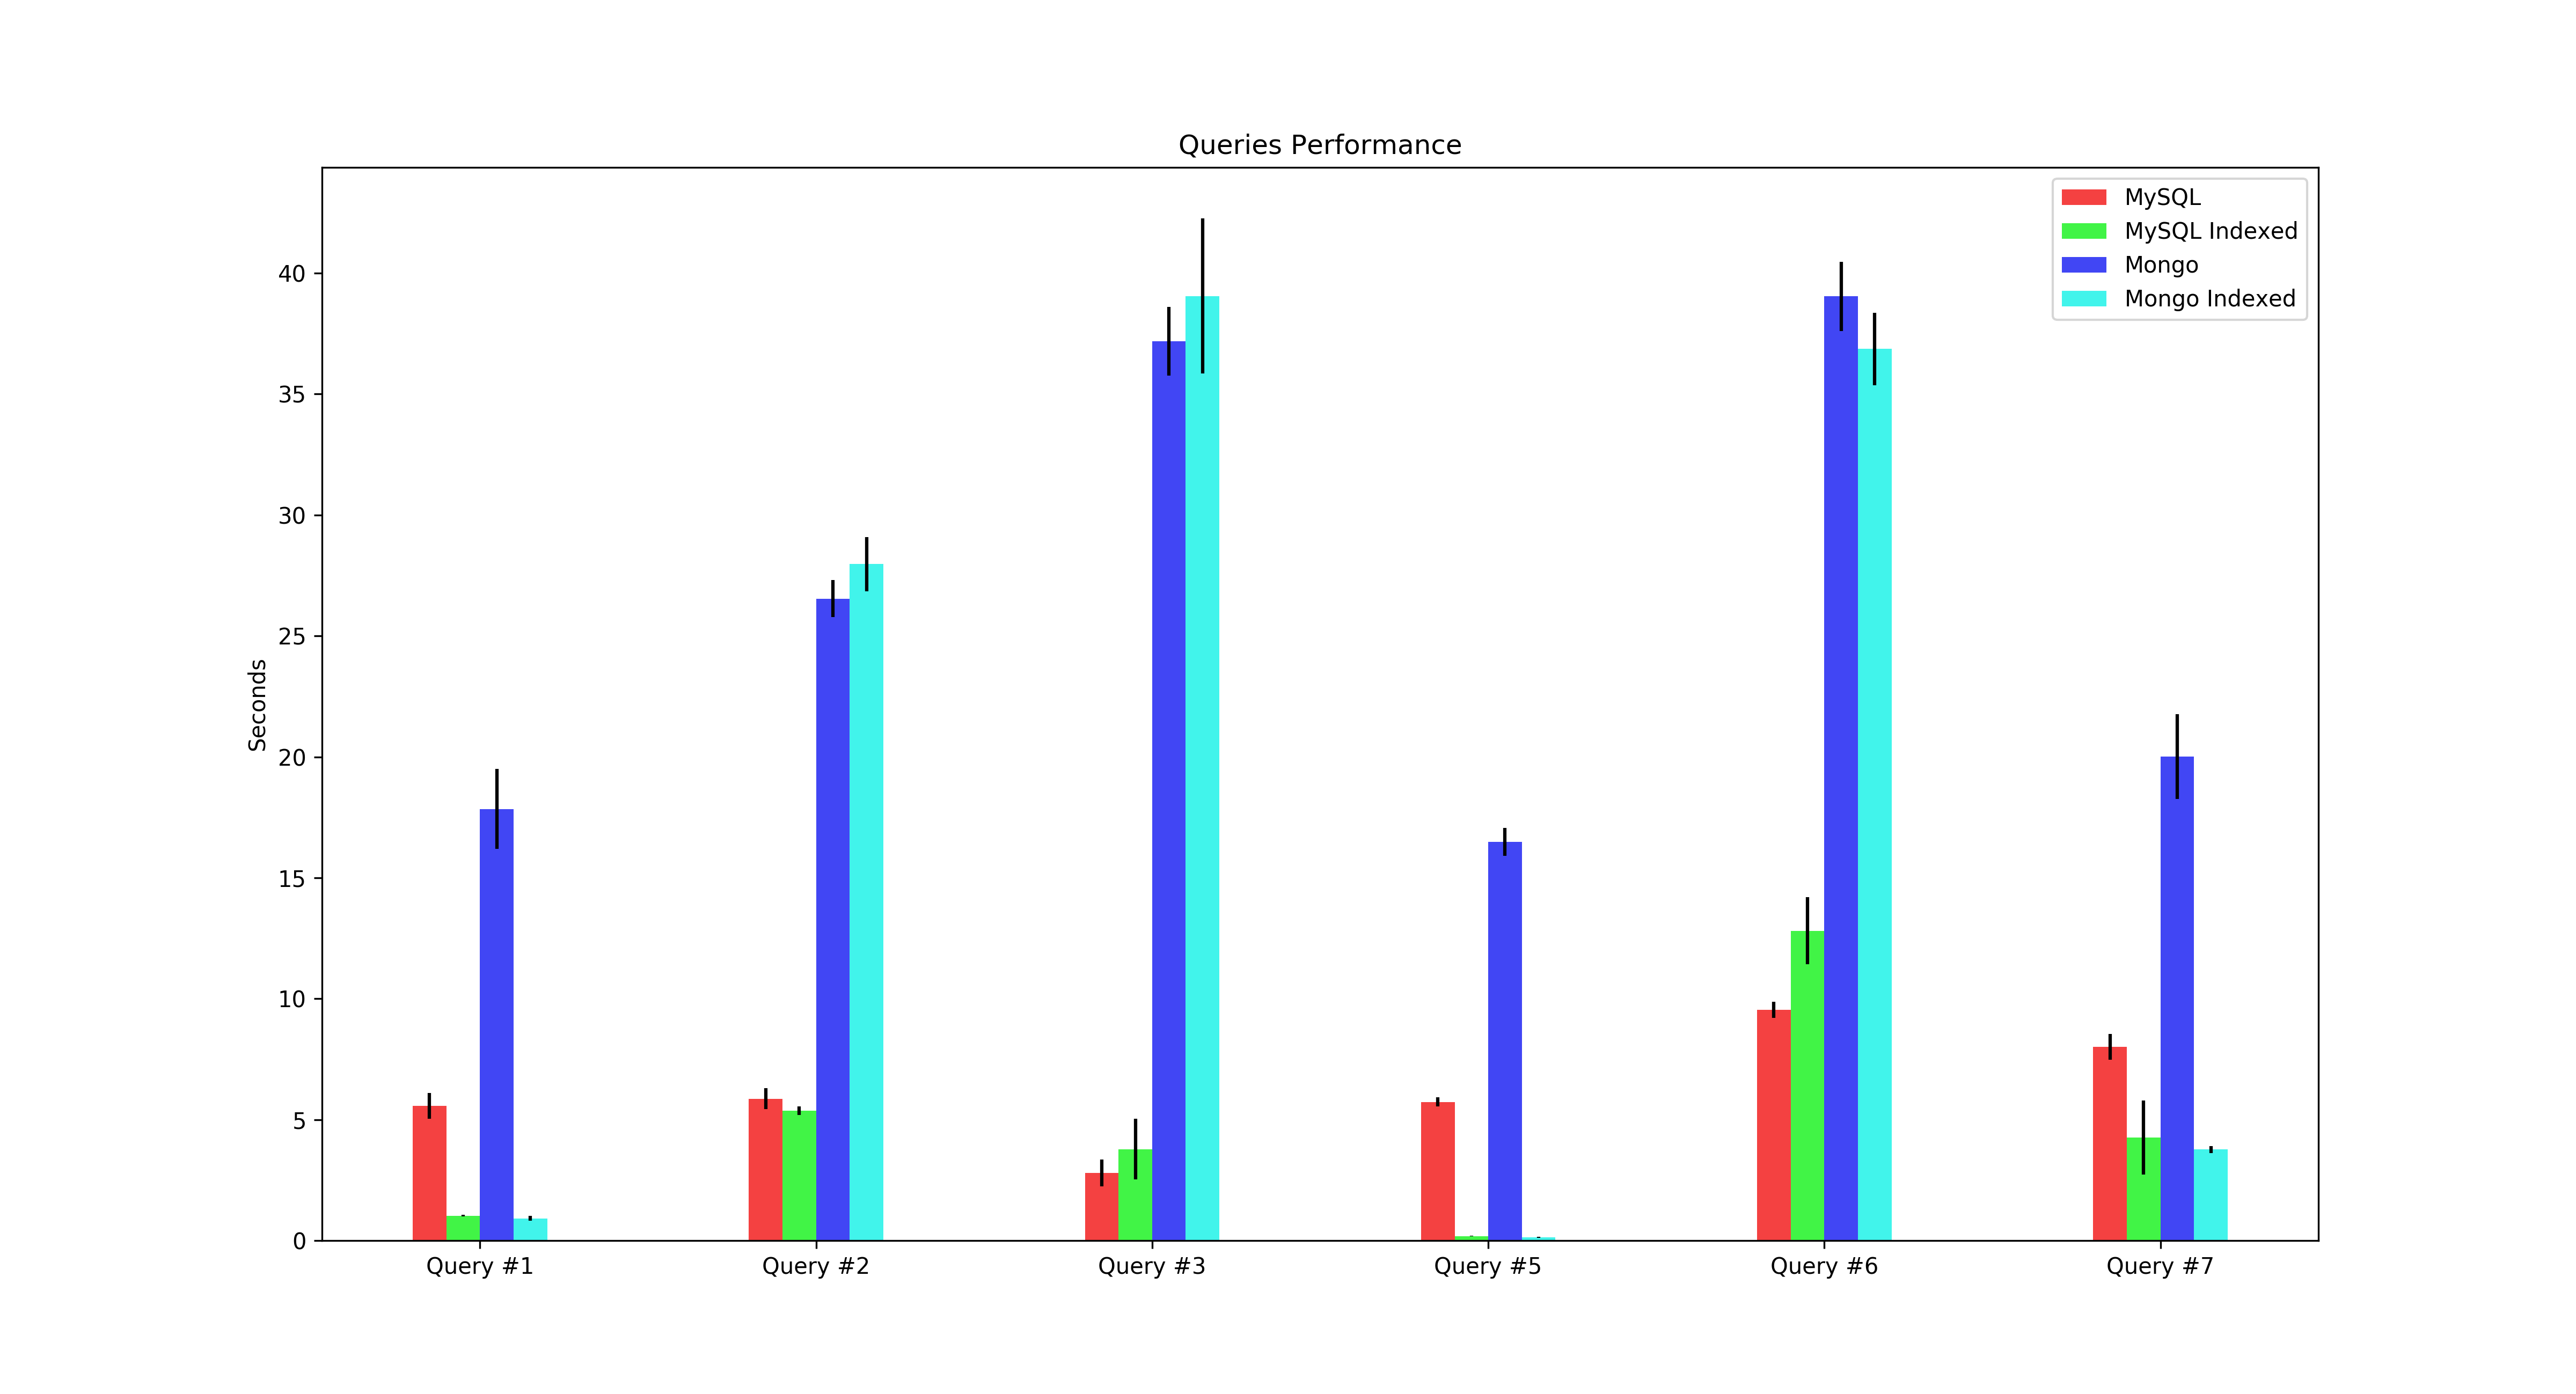 Queries Performance
MySQL
MySQL Indexed
Mongo
Mongo Indexed
Seconds
40
35
30
25
20
15
10
5
0
Query #1
Query #2
Query #3
Query #5
Query #6
Query #7